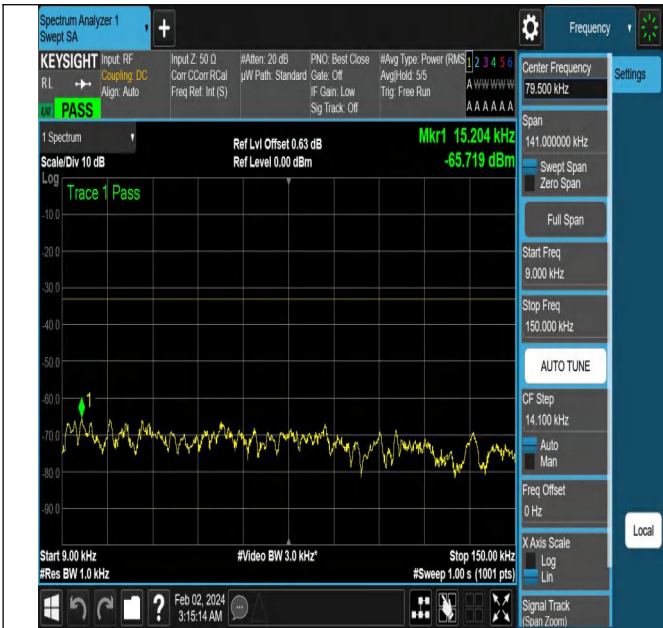 Spectrum Analyzer 1
Swept SA
Frequency
KEYSIGHT
RL
LXI
PASS
Input: RF
Coupling: DC
Align: Auto
Input Z: 50 Ω
Corr CCorr RCal
Freq Ref: Int (S)
#Atten: 20 dB
µW Path: Standard
PNO: Best Close
Gate: Off
IF Gain: Low
Sig Track: Off
#Avg Type: Power (RMS
Avg|Hold: 5/5
Trig: Free Run
1 2 3 4 5 6
A W W W W W
A A A A A A
1 Spectrum
Scale/Div 10 dB
Log
Ref Lvl Offset 0.63 dB
Ref Level 0.00 dBm
Mkr1 15.204 kHz
-65.719 dBm
Trace 1 Pass
-10.0
-20.0
-30.0
-40.0
-50.0
-60.0
-70.0
-80.0
-90.0
1
Start 9.00 kHz
#Res BW 1.0 kHz
#Video BW 3.0 kHz*
Stop 150.00 kHz
#Sweep 1.00 s (1001 pts)
Feb 02, 2024
3:15:14 AM
Center Frequency
79.500 kHz
Settings
Span
141.000000 kHz
Swept Span
Zero Span
Full Span
Start Freq
9.000 kHz
Stop Freq
150.000 kHz
AUTO TUNE
CF Step
14.100 kHz
Auto
Man
Freq Offset
0 Hz
Local
X Axis Scale
Log
Lin
Signal Track
(Span Zoom)